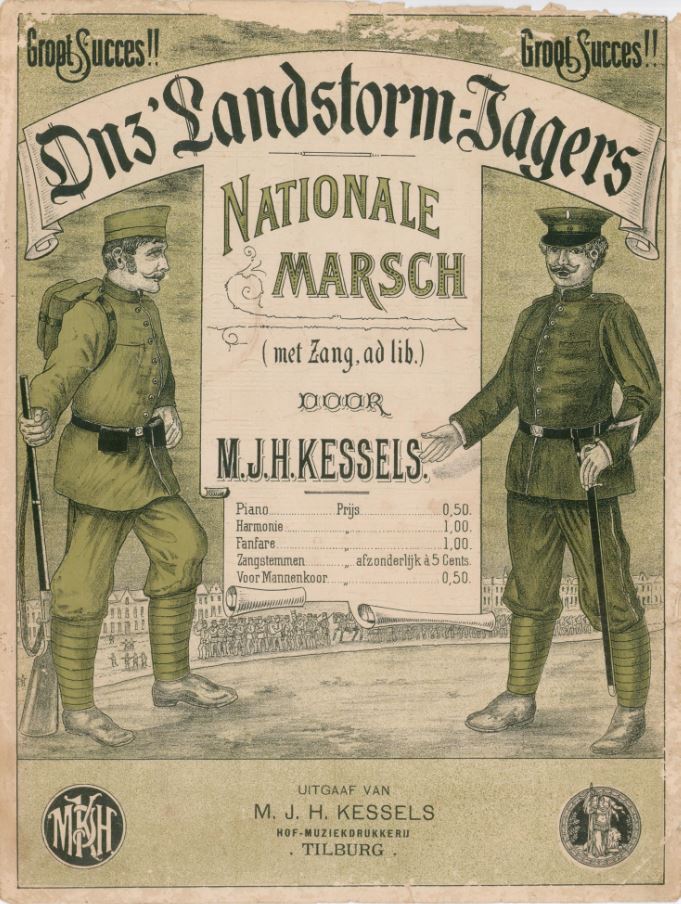 Groot Succes!!
Groot Succes!!
Onz' Landstorm-Jagers
NATIONALE
MARSCH
(met Zang, ad lib.)
DOOR
M.J.H. KESSELS.
Piano Prijs 0,50.
Harmonie „ 1,00.
Fanfare „ 1,00.
Zangstemmen „ afzonderlijk à 5 Cents.
Voor Mannenkoor „ 0,50.
UITGAAF VAN
M. J. H. KESSELS
HOF-MUZIEKDRUKKERIJ
. TILBURG .